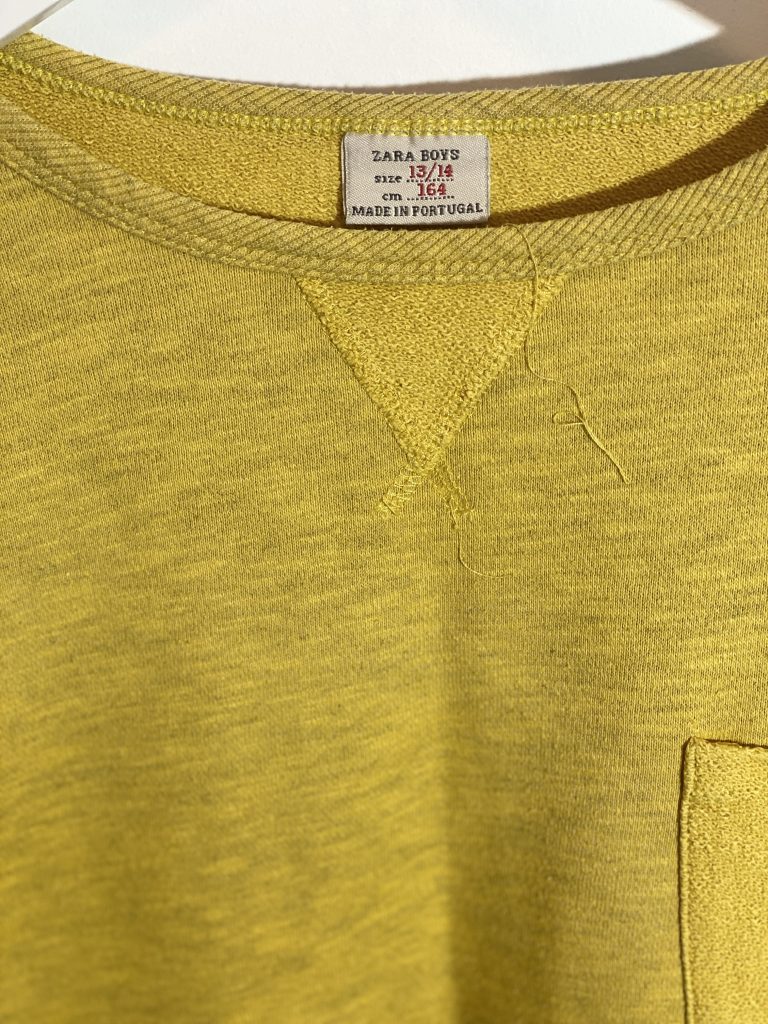 ZARA BOYS
size 13/14
cm 164
MADE IN PORTUGAL